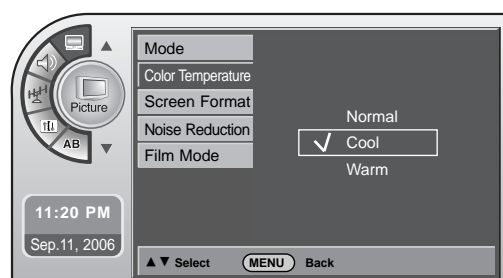 Picture
AB
11:20 PM
Sep.11, 2006
Mode
Color Temperature
Screen Format
Noise Reduction
Film Mode
Normal
Cool
Warm
▲▼ Select MENU Back